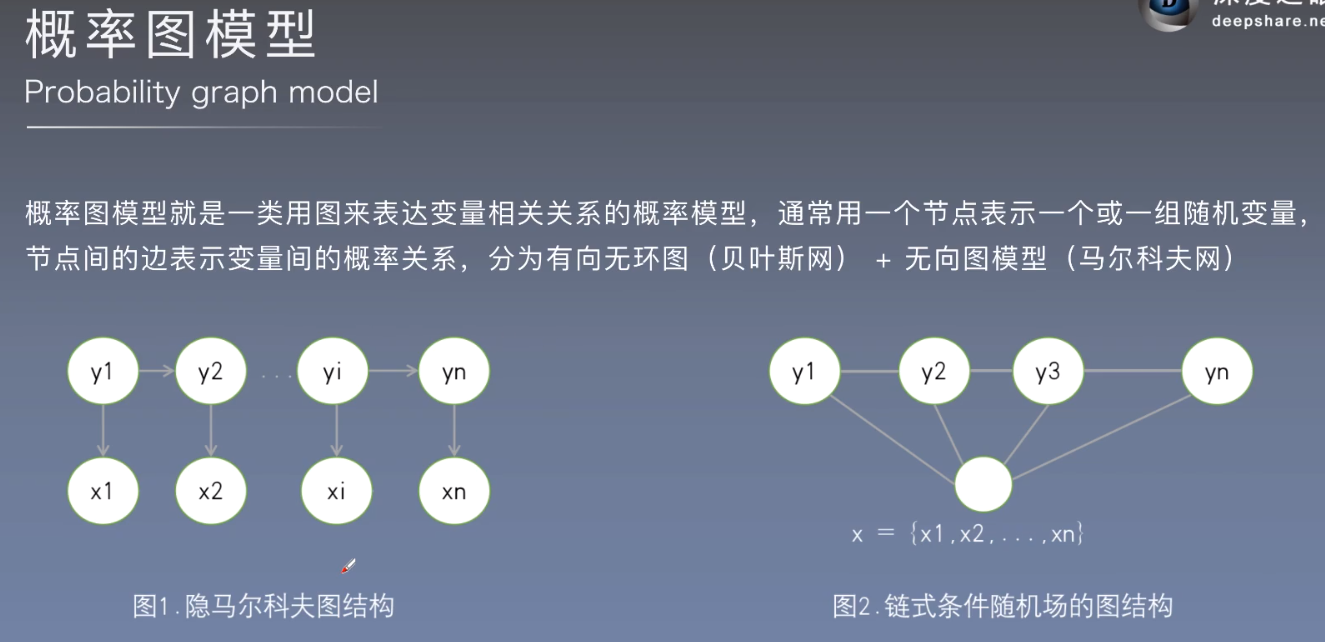 概率图模型
deepshare.ne
Probability graph model
概率图模型就是一类用图来表达变量相关关系的概率模型，通常用一个节点表示一个或一组随机变量，
节点间的边表示变量间的概率关系，分为有向无环图（贝叶斯网） + 无向图模型（马尔科夫网）
y1 y2 ... yi yn
x1 x2 xi xn
y1 y2 y3 yn
x = {x1,x2,...,xn}
图1.隐马尔科夫图结构
图2.链式条件随机场的图结构